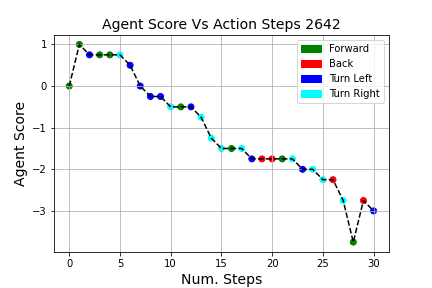 Agent Score Vs Action Steps 2642
Forward
Back
Turn Left
Turn Right
Agent Score
1
0
−1
−2
−3
0 5 10 15 20 25 30
Num. Steps